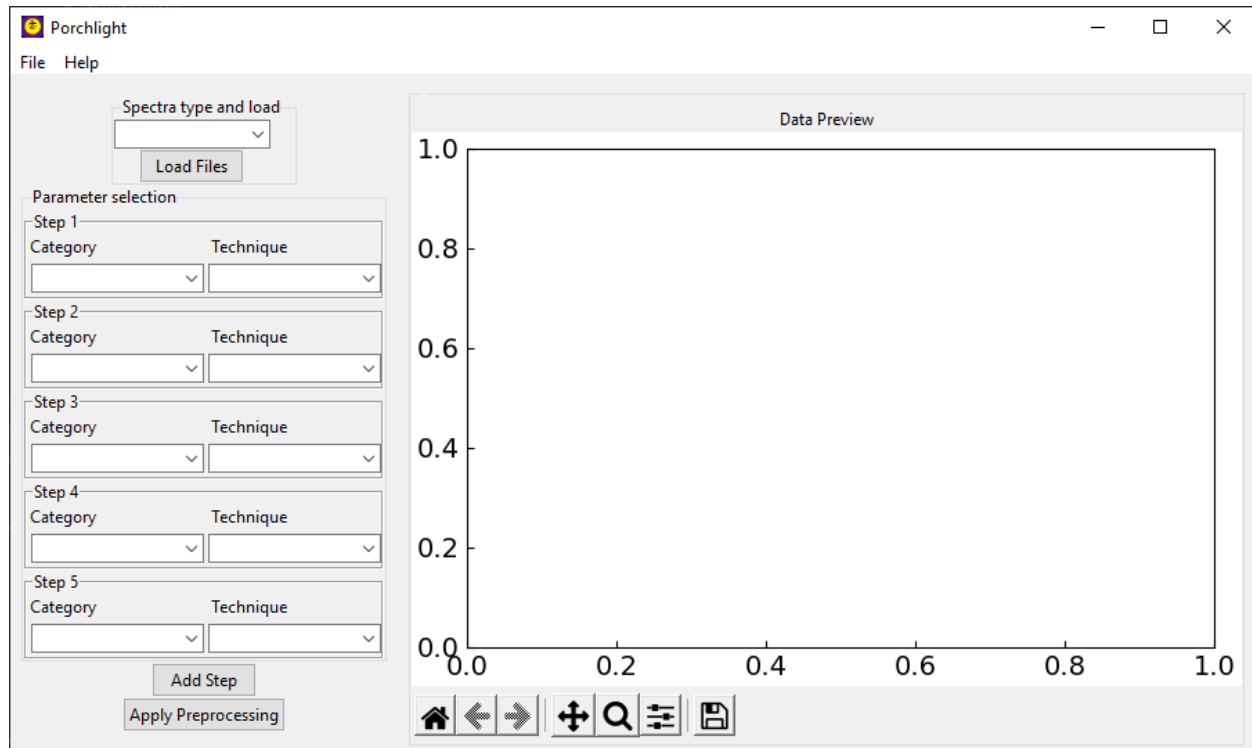 Porchlight
File Help
Spectra type and load
Load Files
Parameter selection
Step 1
Category Technique
Step 2
Category Technique
Step 3
Category Technique
Step 4
Category Technique
Step 5
Category Technique
Add Step
Apply Preprocessing
Data Preview
1.0
0.8
0.6
0.4
0.2
0.0
0.0 0.2 0.4 0.6 0.8 1.0